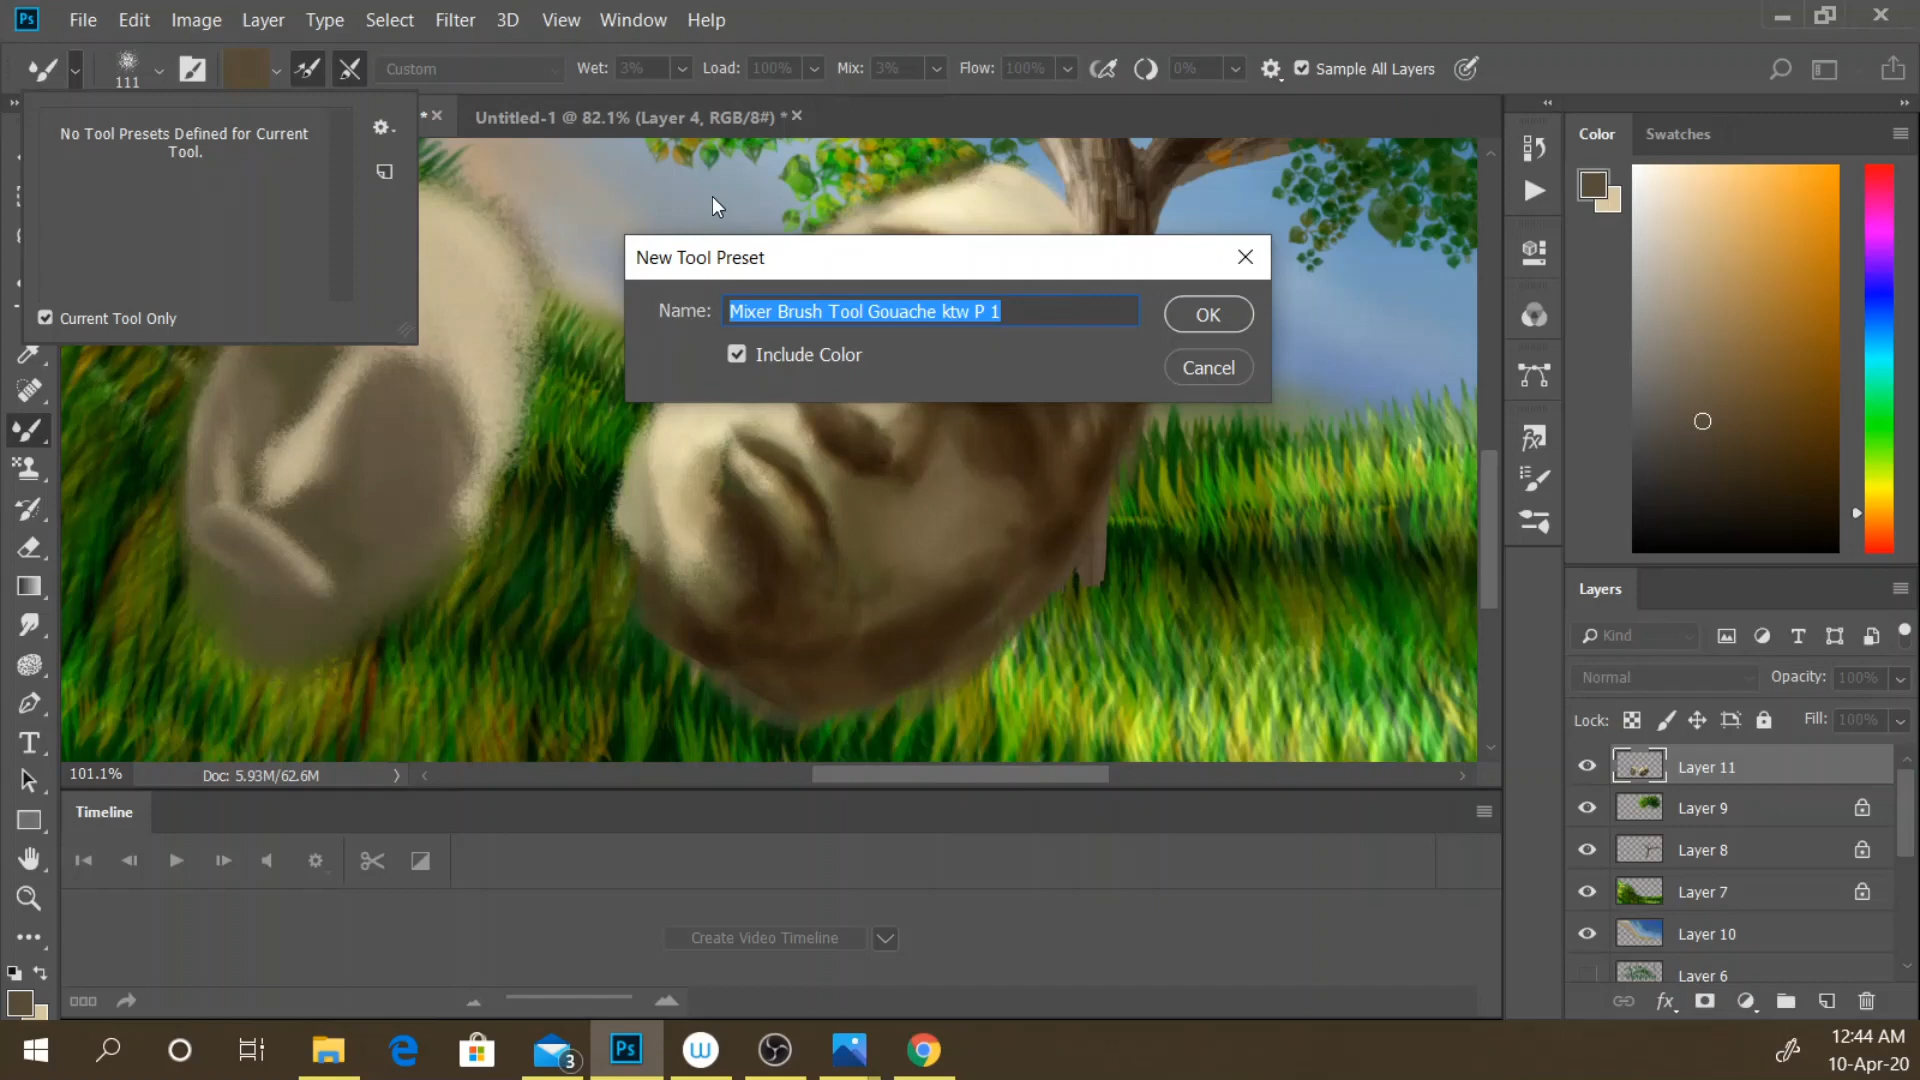 Ps File Edit Image Layer Type Select Filter 3D View Window Help
111 Custom Wet: 3% Load: 100% Mix: 3% Flow: 100% 0% Sample All Layers
* Untitled-1 @ 82.1% (Layer 4, RGB/8#) *
No Tool Presets Defined for Current
Tool.
Current Tool Only
New Tool Preset
Name: Mixer Brush Tool Gouache ktw P 1
OK
Include Color
Cancel
Color Swatches
Layers
Kind
Normal Opacity: 100%
Lock: Fill: 100%
Layer 11
Layer 9
Layer 8
Layer 7
Layer 10
Layer 6
fx
101.1% Doc: 5.93M/62.6M
Timeline
Create Video Timeline
3
Ps
12:44 AM
10-Apr-20